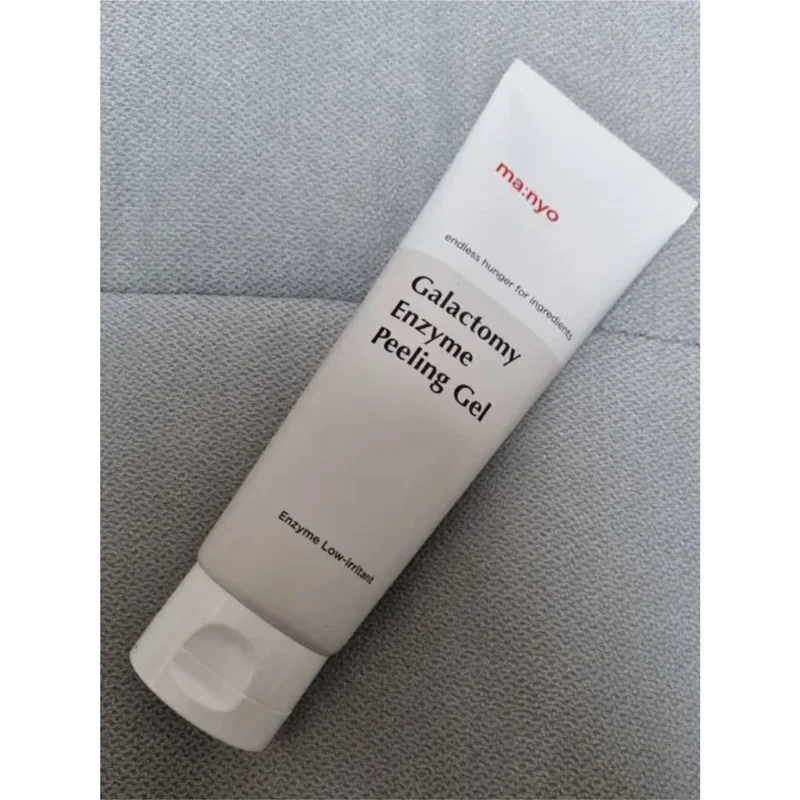 ma:nyo
endless hunger for ingredients
Galactomy
Enzyme
Peeling Gel
Enzyme Low-irritant